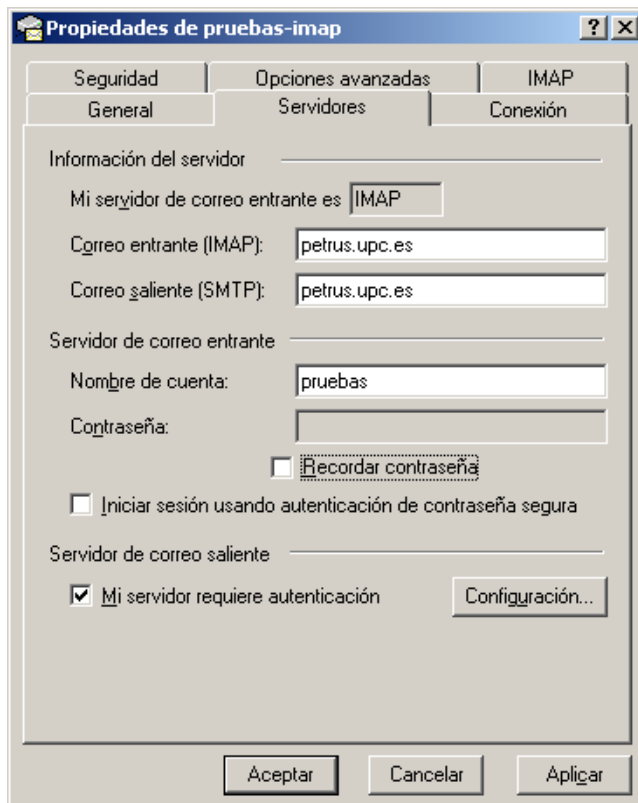 Propiedades de pruebas-imap
Seguridad Opciones avanzadas IMAP
General Servidores Conexión
Información del servidor
Mi servidor de correo entrante es IMAP
Correo entrante (IMAP): petrus.upc.es
Correo saliente (SMTP): petrus.upc.es
Servidor de correo entrante
Nombre de cuenta: pruebas
Contraseña:
Recordar contraseña
Iniciar sesión usando autenticación de contraseña segura
Servidor de correo saliente
Mi servidor requiere autenticación Configuración...
Aceptar Cancelar Aplicar